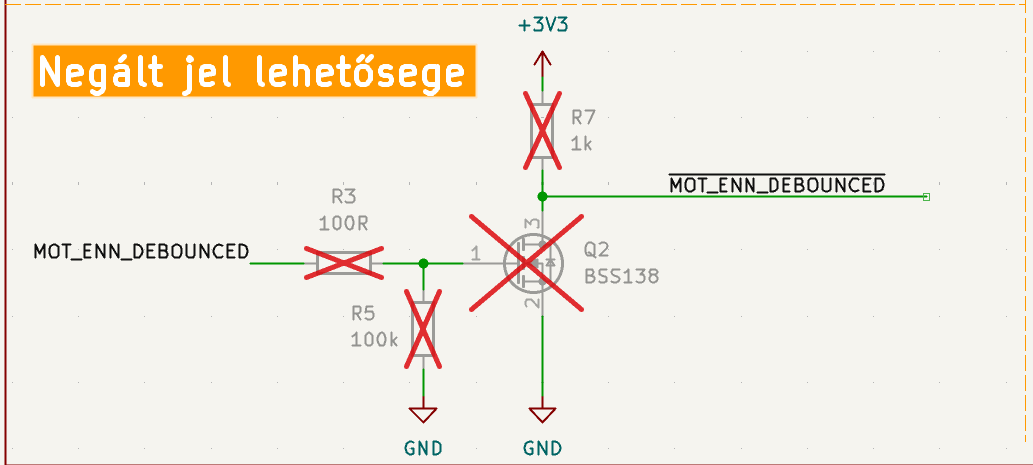 +3V3
Negált jel lehetősege
R7
1k
MOT_ENN_DEBOUNCED
R3
100R
3
MOT_ENN_DEBOUNCED
1
Q2
BSS138
2
R5
100k
GND
GND